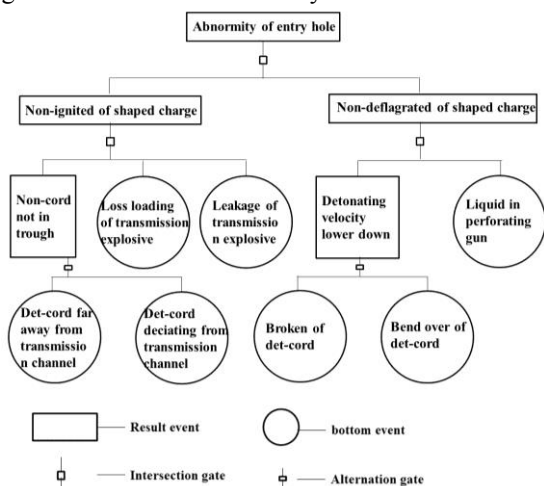 Abnormity of entry hole
Non-ignited of shaped charge
Non-deflagrated of shaped charge
Non-cord
not in
trough
Loss loading
of transmission
explosive
Leakage of
transmissio
n explosive
Detonating
velocity
lower down
Liquid in
perforating
gun
Det-cord far
away from
transmissio
n channel
Det-cord
deciating from
transmission
channel
Broken of
det-cord
Bend over of
det-cord
Result event
bottom event
Intersection gate
Alternation gate